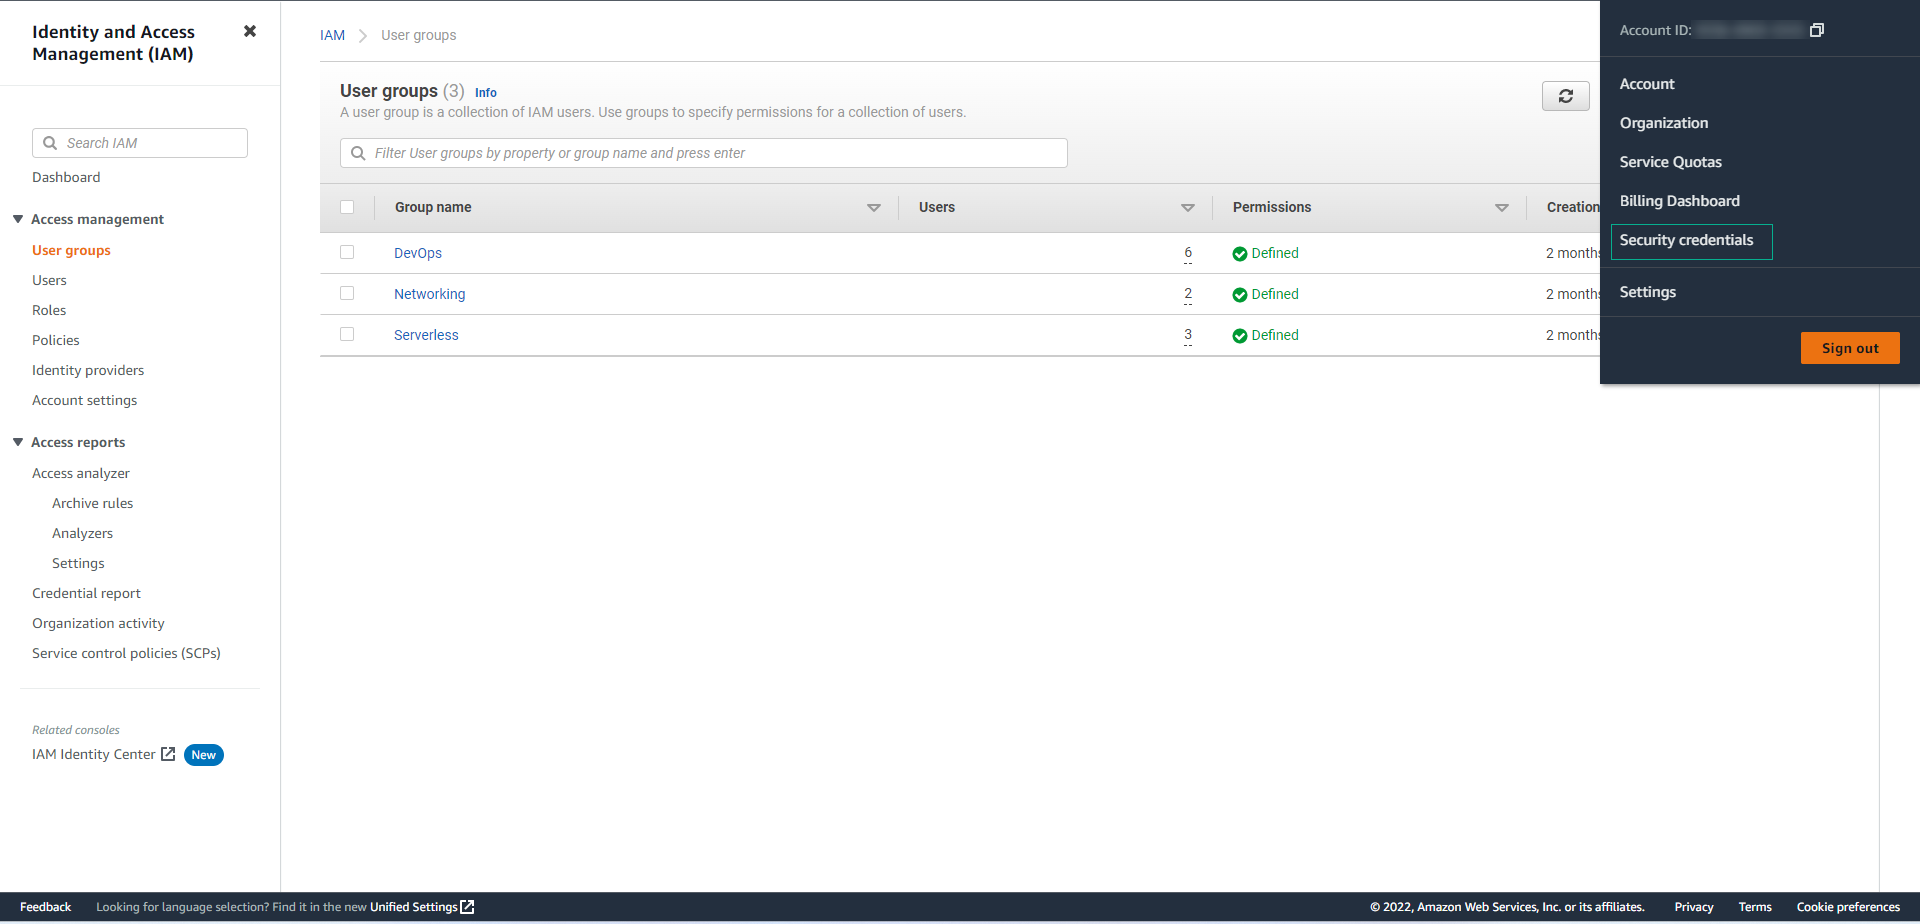 Identity and Access
Management (IAM)
Search IAM
Dashboard
Access management
User groups
Users
Roles
Policies
Identity providers
Account settings
Access reports
Access analyzer
Archive rules
Analyzers
Settings
Credential report
Organization activity
Service control policies (SCPs)
Related consoles
IAM Identity Center New
IAM User groups
User groups (3) Info
A user group is a collection of IAM users. Use groups to specify permissions for a collection of users.
Filter User groups by property or group name and press enter
Group name Users Permissions Creation
DevOps 6 Defined 2 months
Networking 2 Defined 2 months
Serverless 3 Defined 2 months
Account ID:
Account
Organization
Service Quotas
Billing Dashboard
Security credentials
Settings
Sign out
Feedback Looking for language selection? Find it in the new Unified Settings © 2022, Amazon Web Services, Inc. or its affiliates. Privacy Terms Cookie preferences